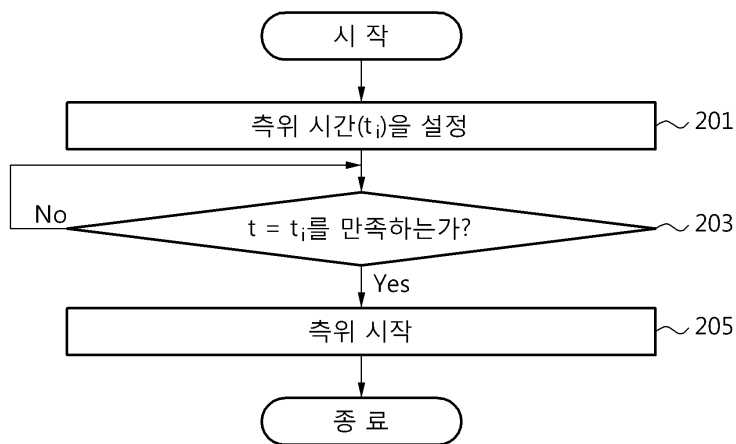 시 작
측위 시간(ti)을 설정
201
No
t = ti를 만족하는가?
203
Yes
측위 시작
205
종 료